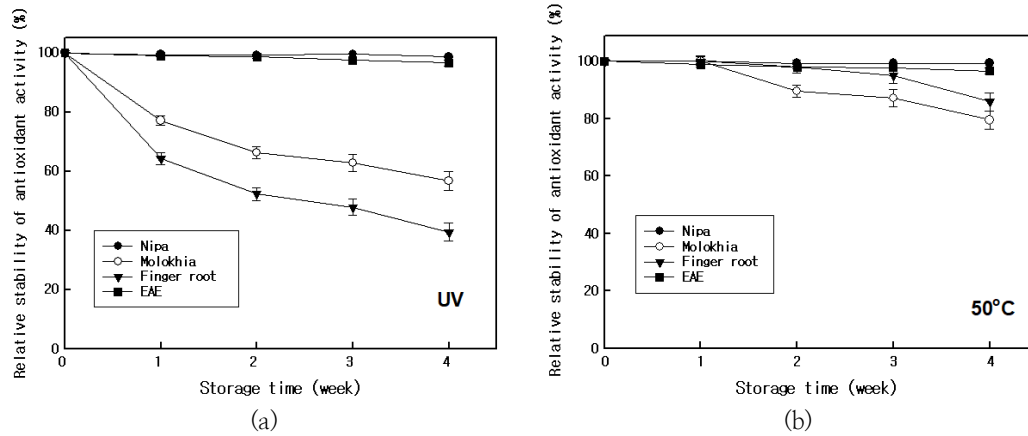 Relative stability of antioxidant activity (%)
100
80
60
40
20
0
Nipa
Molokhia
Finger root
EAE
UV
0 1 2 3 4
Storage time (week)
(a)
Relative stability of antioxidant activity (%)
100
80
60
40
20
0
Nipa
Molokhia
Finger root
EAE
50°C
0 1 2 3 4
Storage time (week)
(b)